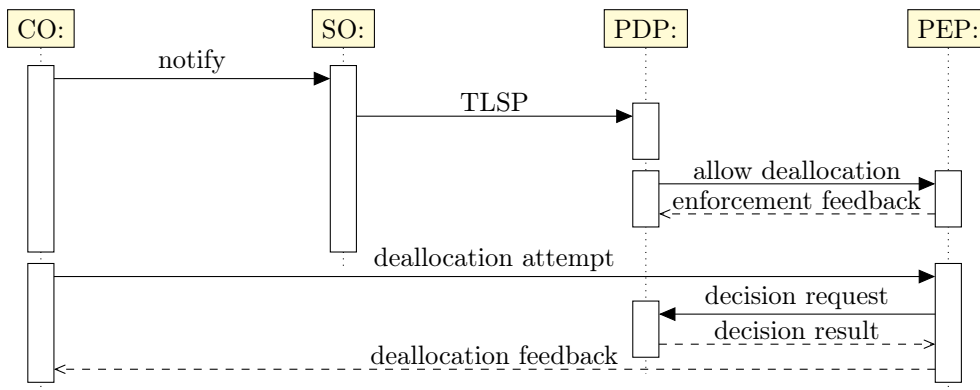 CO:
SO:
PDP:
PEP:
notify
TLSP
allow deallocation
enforcement feedback
deallocation attempt
decision request
decision result
deallocation feedback